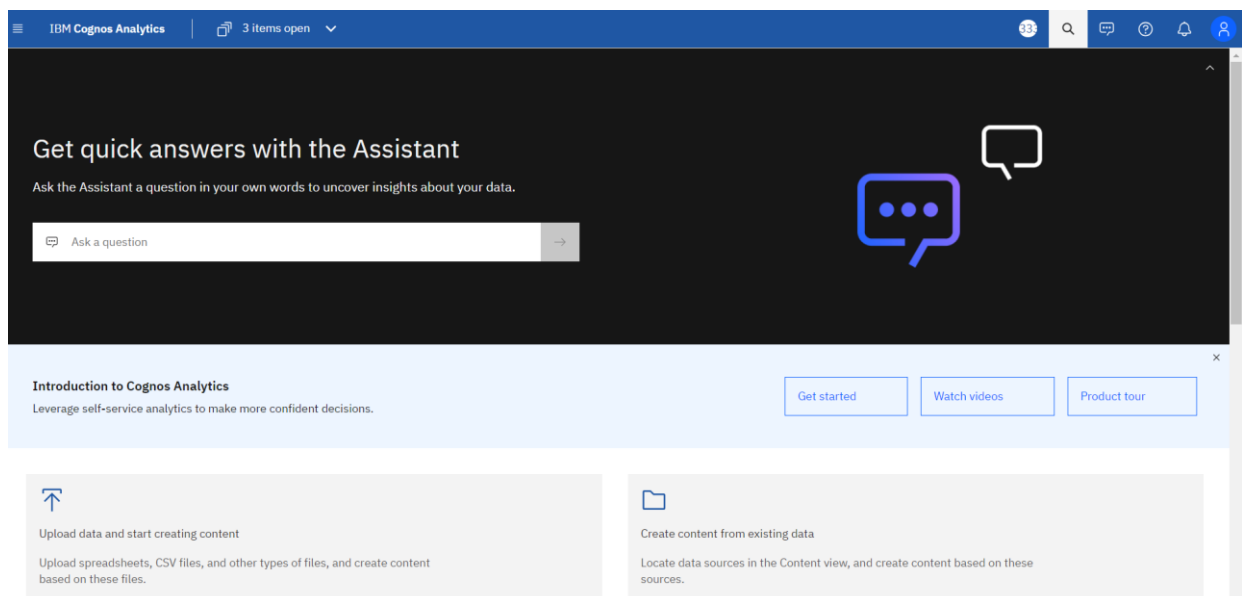 IBM Cognos Analytics
3 items open
333
Get quick answers with the Assistant
Ask the Assistant a question in your own words to uncover insights about your data.
Ask a question
Introduction to Cognos Analytics
Leverage self-service analytics to make more confident decisions.
Get started
Watch videos
Product tour
Upload data and start creating content
Upload spreadsheets, CSV files, and other types of files, and create content
based on these files.
Create content from existing data
Locate data sources in the Content view, and create content based on these
sources.